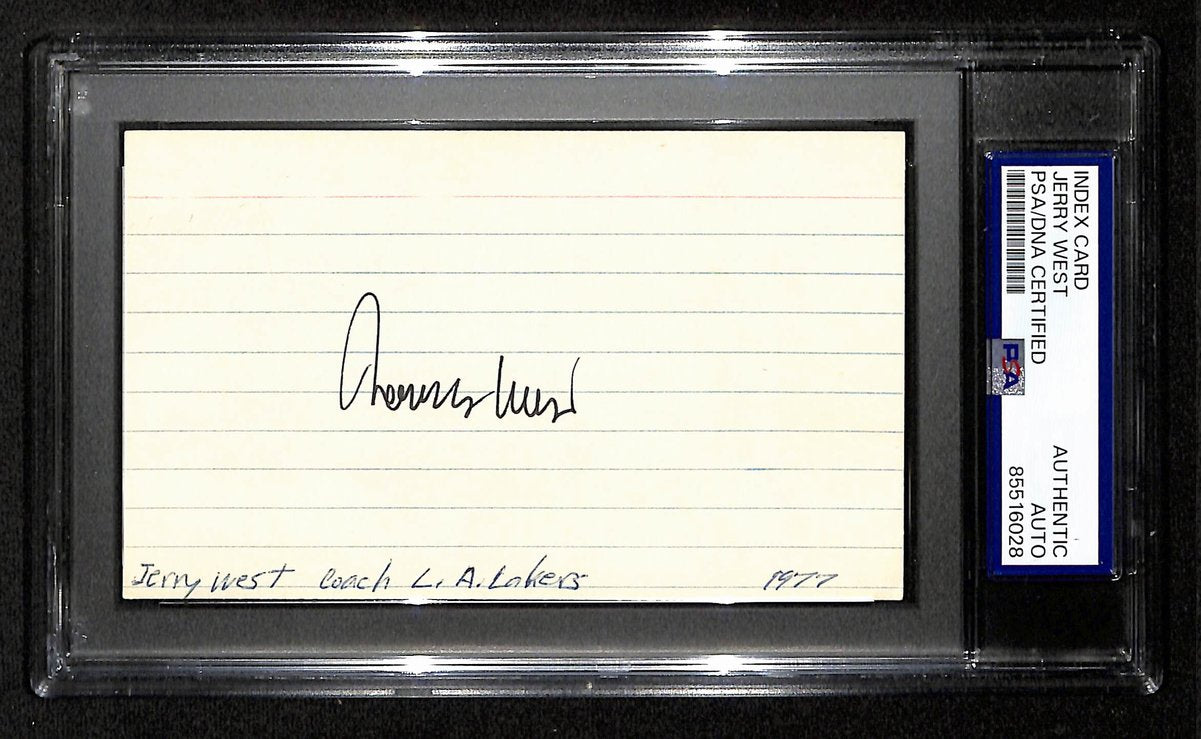 Jerry West
Jerry West Coach L. A. Lakers 1977
INDEX CARD
JERRY WEST
PSA/DNA CERTIFIED
PSA
AUTHENTIC
AUTO
85516028